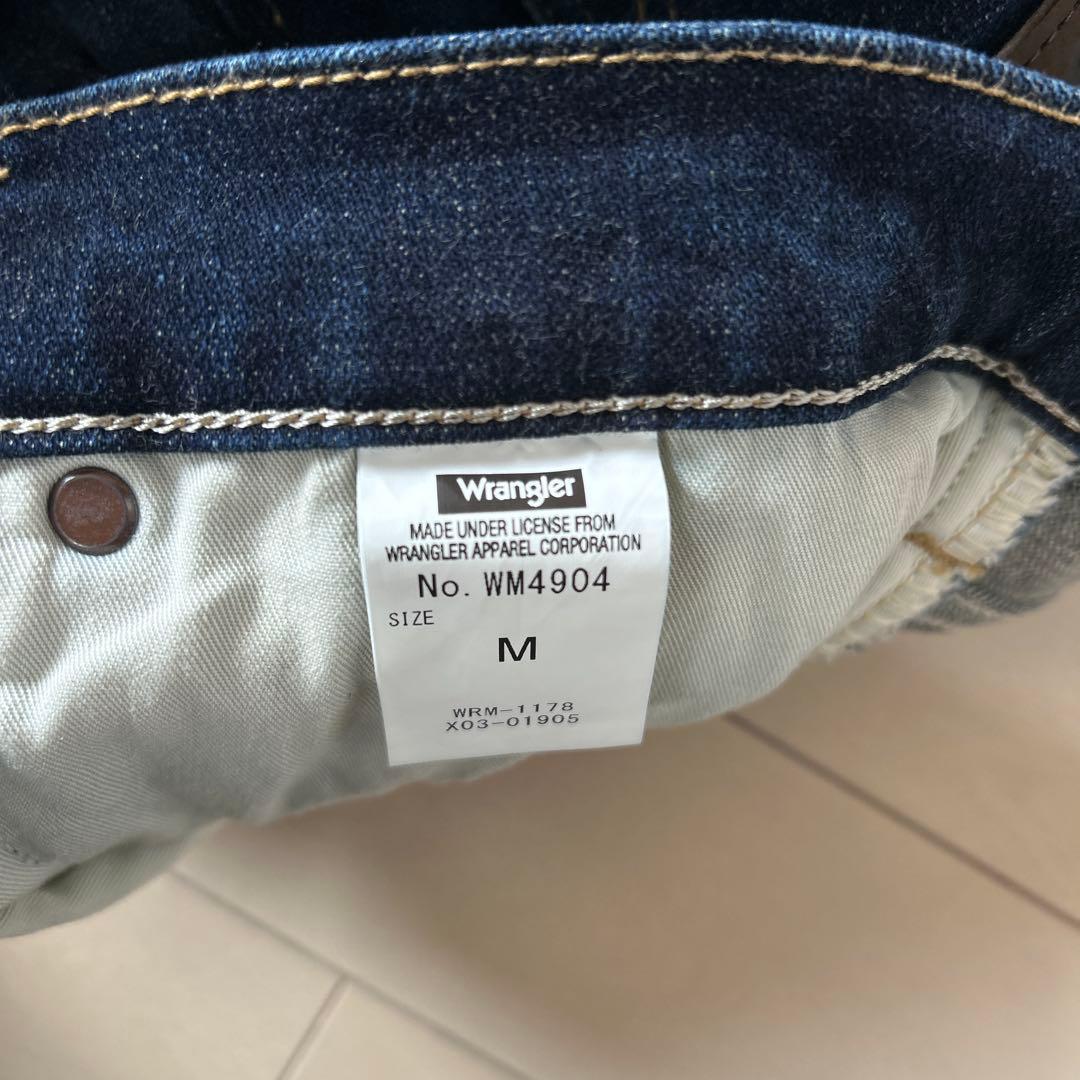 Wrangler
MADE UNDER LICENSE FROM
WRANGLER APPAREL CORPORATION
No. WM4904
SIZE
M
WRM-1178
X03-01905